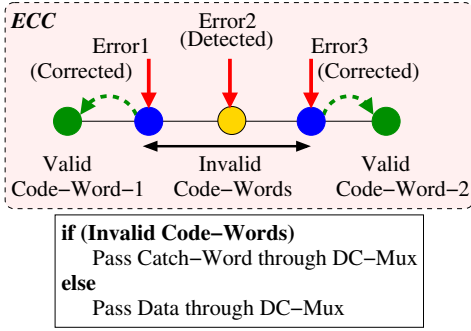 ECC
Error1
(Corrected)
Error2
(Detected)
Error3
(Corrected)
Valid
Code-Word-1
Invalid
Code-Words
Valid
Code-Word-2
if (Invalid Code-Words)
Pass Catch-Word through DC-Mux
else
Pass Data through DC-Mux